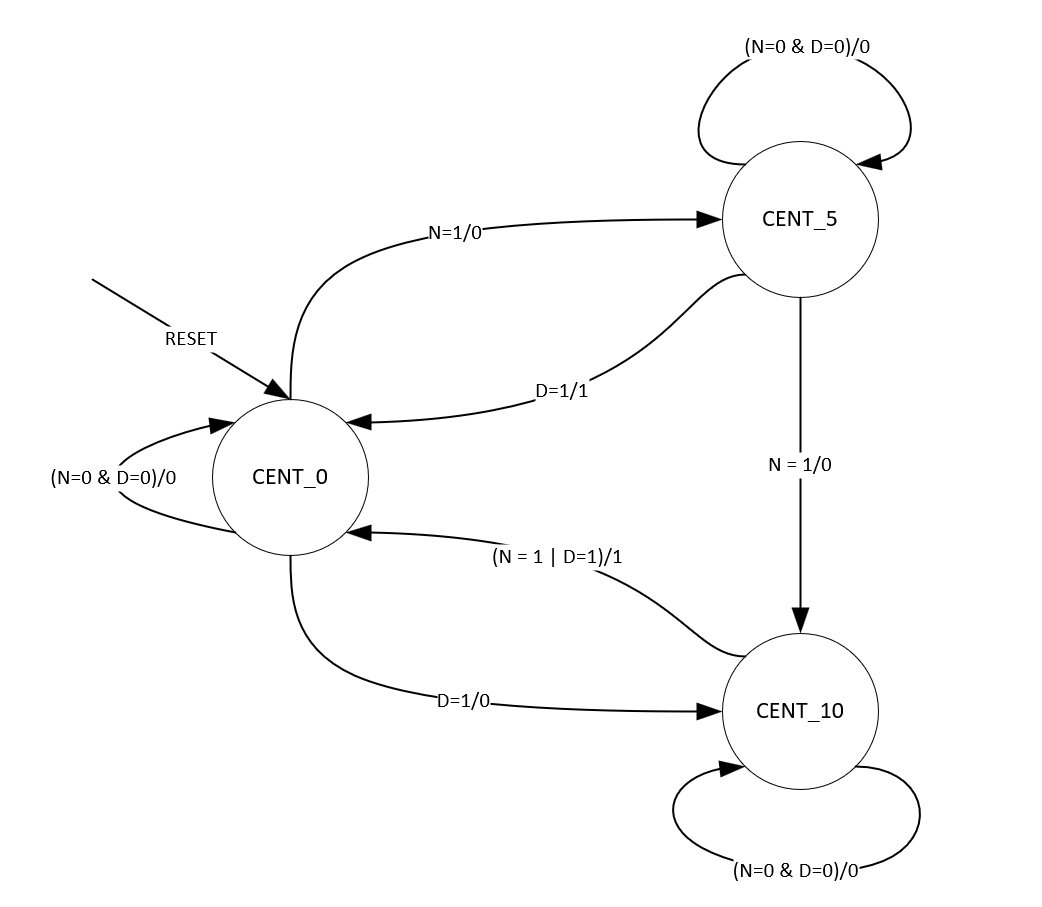 (N=0 & D=0)/0
CENT_5
N=1/0
RESET
D=1/1
N = 1/0
(N=0 & D=0)/0
CENT_0
(N = 1 | D=1)/1
D=1/0
CENT_10
(N=0 & D=0)/0